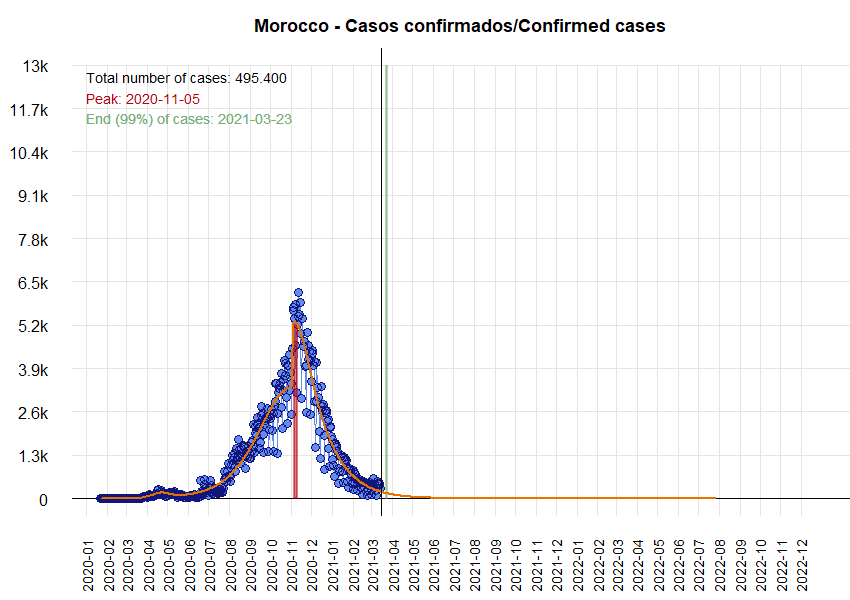 Morocco - Casos confirmados/Confirmed cases
13k
11.7k
10.4k
9.1k
7.8k
6.5k
5.2k
3.9k
2.6k
1.3k
0
Total number of cases: 495.400
Peak: 2020-11-05
End (99%) of cases: 2021-03-23
2020-01
2020-02
2020-03
2020-04
2020-05
2020-06
2020-07
2020-08
2020-09
2020-10
2020-11
2020-12
2021-01
2021-02
2021-03
2021-04
2021-05
2021-06
2021-07
2021-08
2021-09
2021-10
2021-11
2021-12
2022-01
2022-02
2022-03
2022-04
2022-05
2022-06
2022-07
2022-08
2022-09
2022-10
2022-11
2022-12